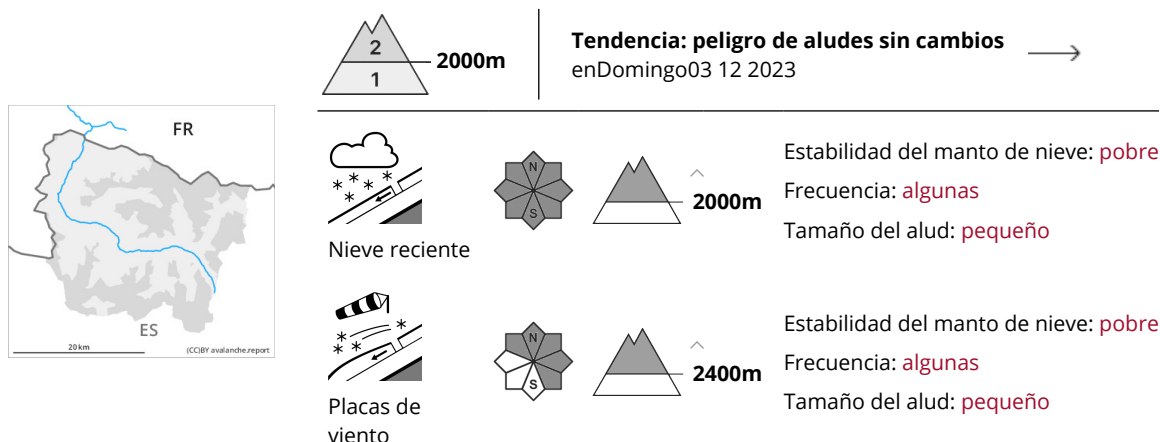 2
1
2000m
Tendencia: peligro de aludes sin cambios
enDomingo03 12 2023
FR
ES
20 km
(CC)BY avalanche.report
N
S
2000m
Nieve reciente
Estabilidad del manto de nieve: pobre
Frecuencia: algunas
Tamaño del alud: pequeño
N
S
2400m
Placas de
viento
Estabilidad del manto de nieve: pobre
Frecuencia: algunas
Tamaño del alud: pequeño